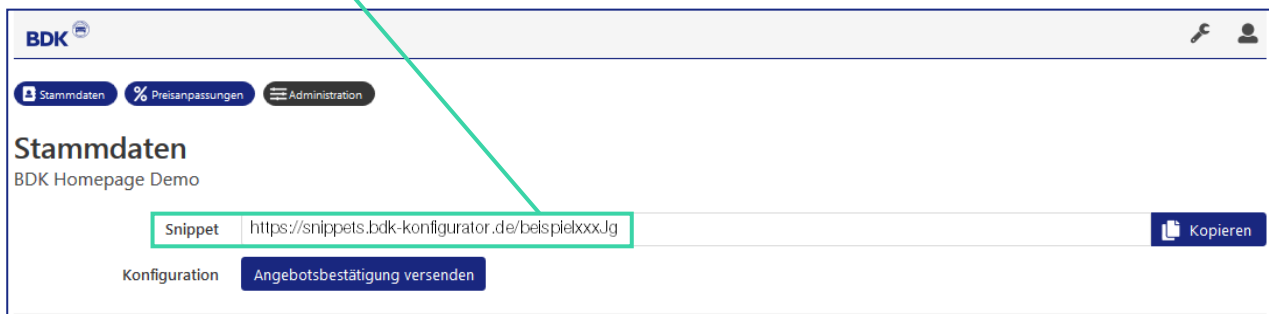 BDK
Stammdaten Preisanpassungen Administration
Stammdaten
BDK Homepage Demo
Snippet https://snippets.bdk-konfigurator.de/beispielxxxJg Kopieren
Konfiguration Angebotsbestätigung versenden